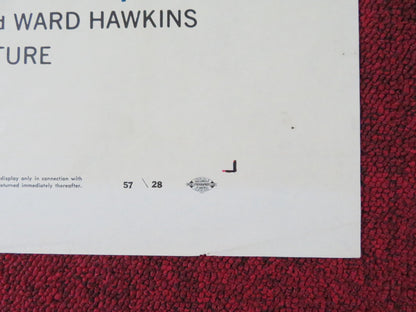 d WARD HAWKINS
TURE
display only in connection with
returned immediately thereafter.
57 \ 28